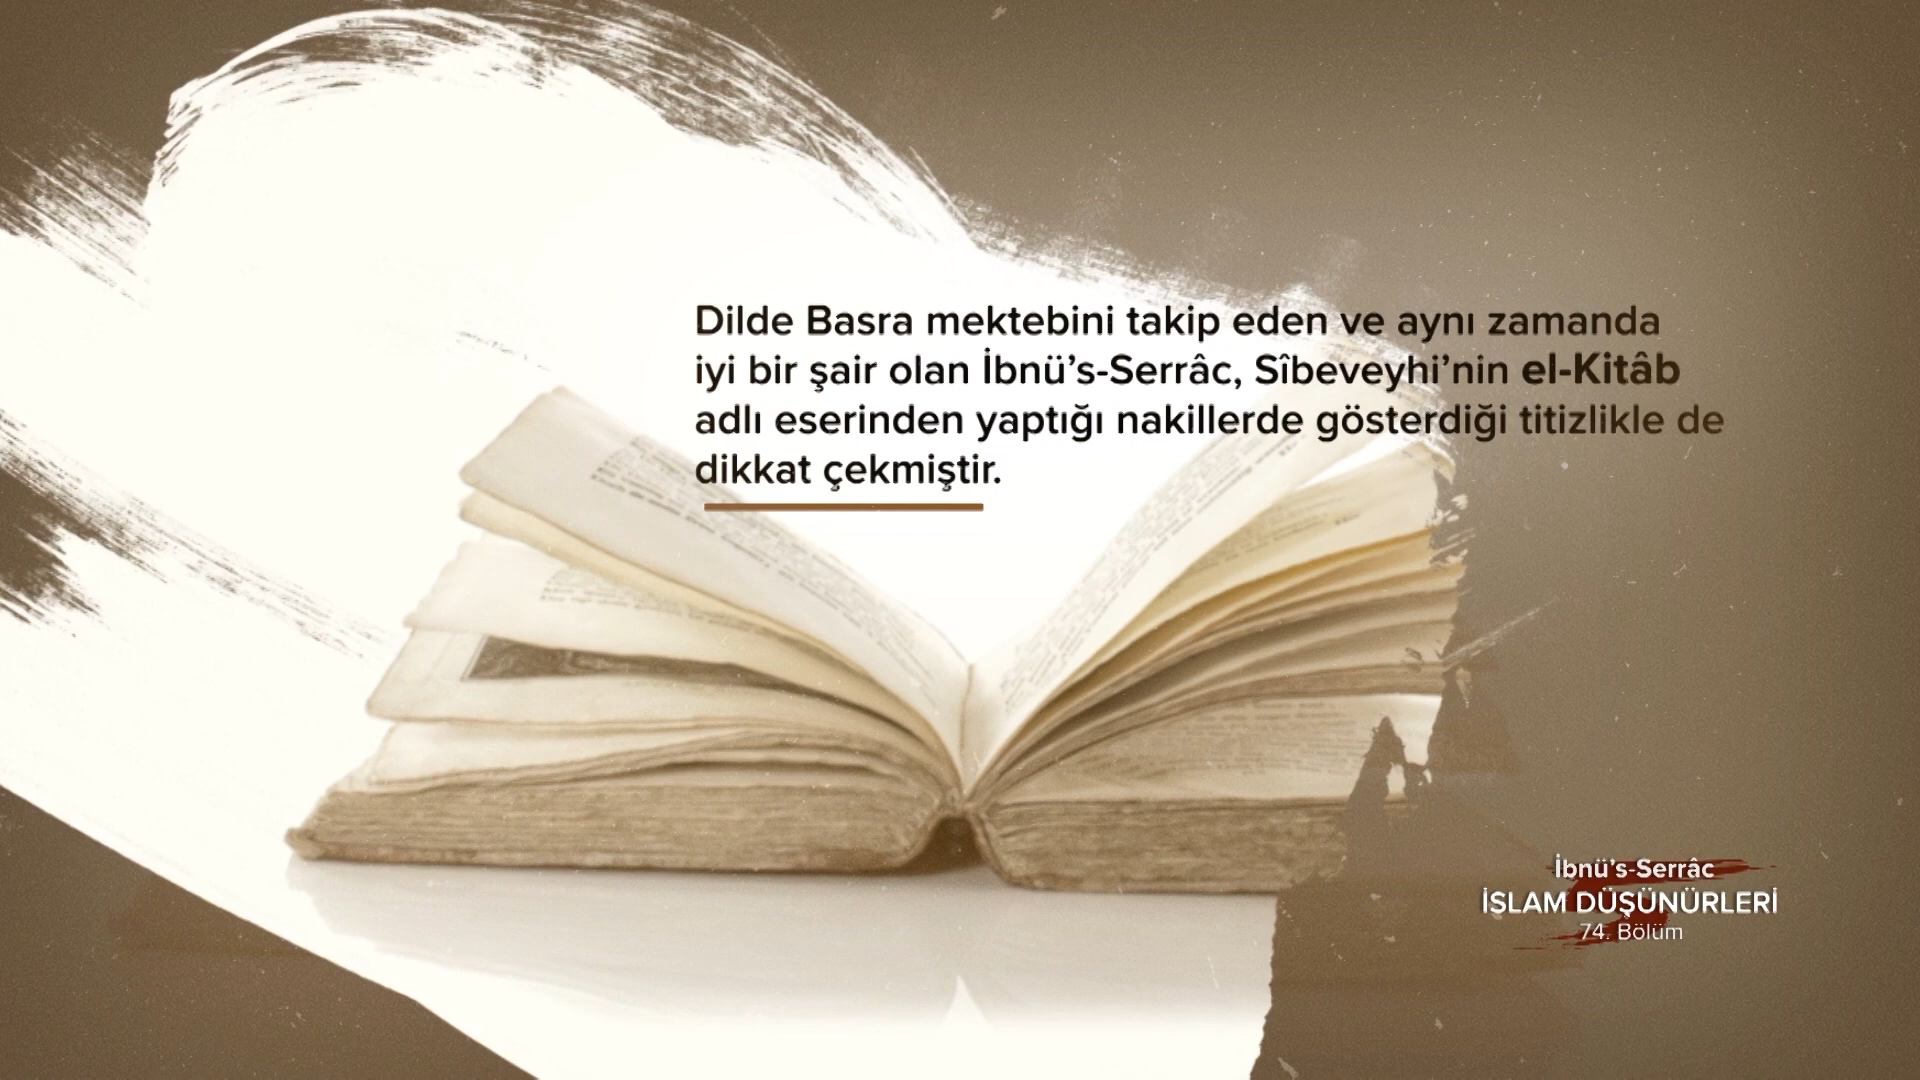 Dilde Basra mektebini takip eden ve aynı zamanda
iyi bir şair olan İbnü’s-Serrâc, Sîbeveyhi’nin el-Kitâb
adlı eserinden yaptığı nakillerde gösterdiği titizlikle de
dikkat çekmiştir.
İbnü’s-Serrâc
İSLAM DÜŞÜNÜRLERİ
74. Bölüm